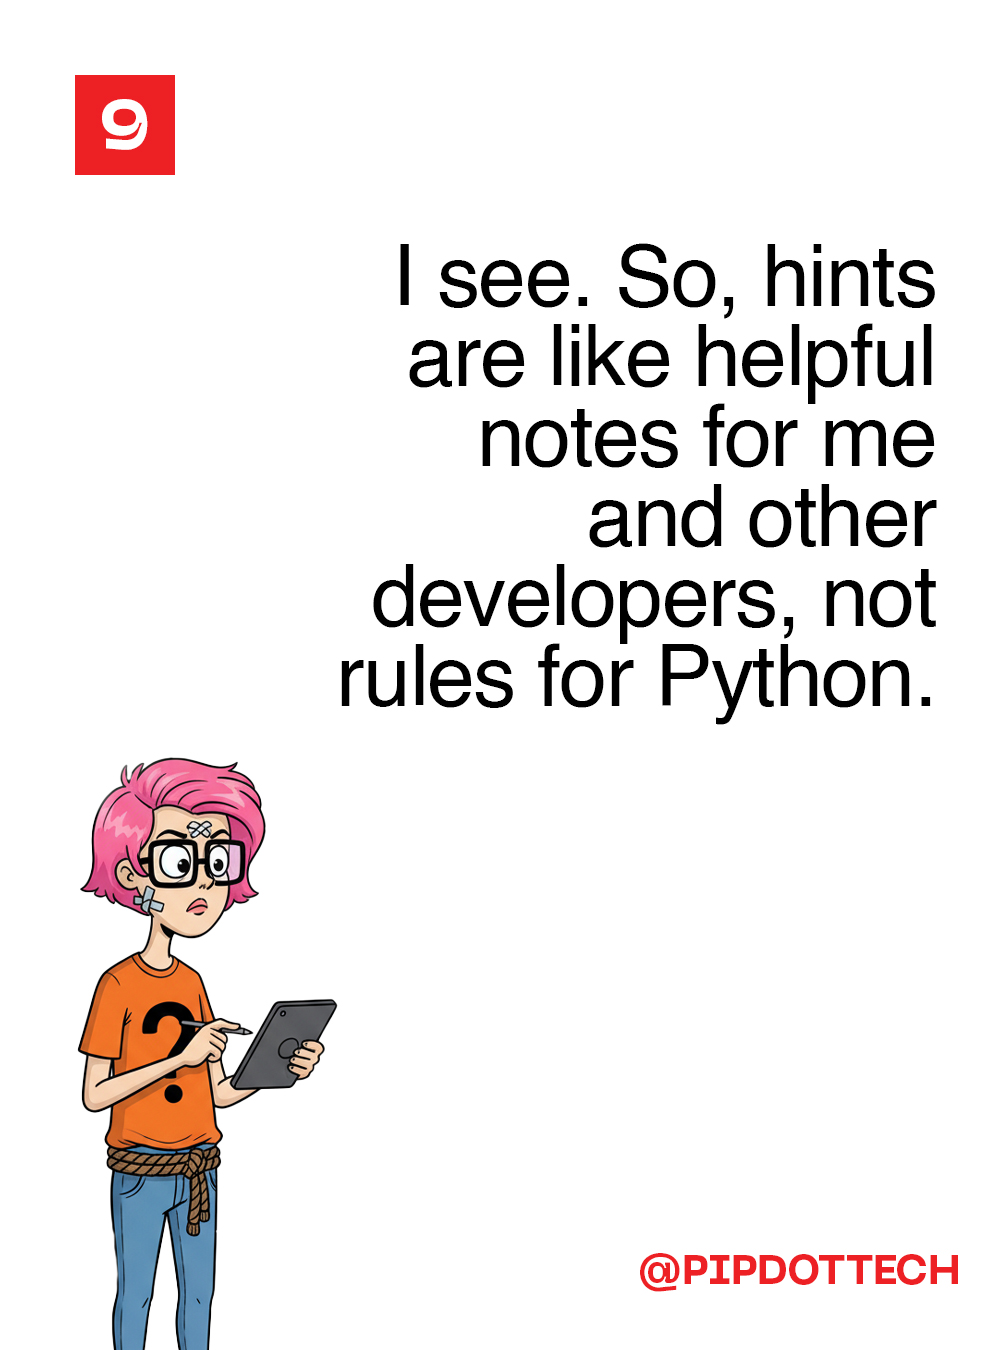 9
I see. So, hints
are like helpful
notes for me
and other
developers, not
rules for Python.
?
@PIPDOTTECH